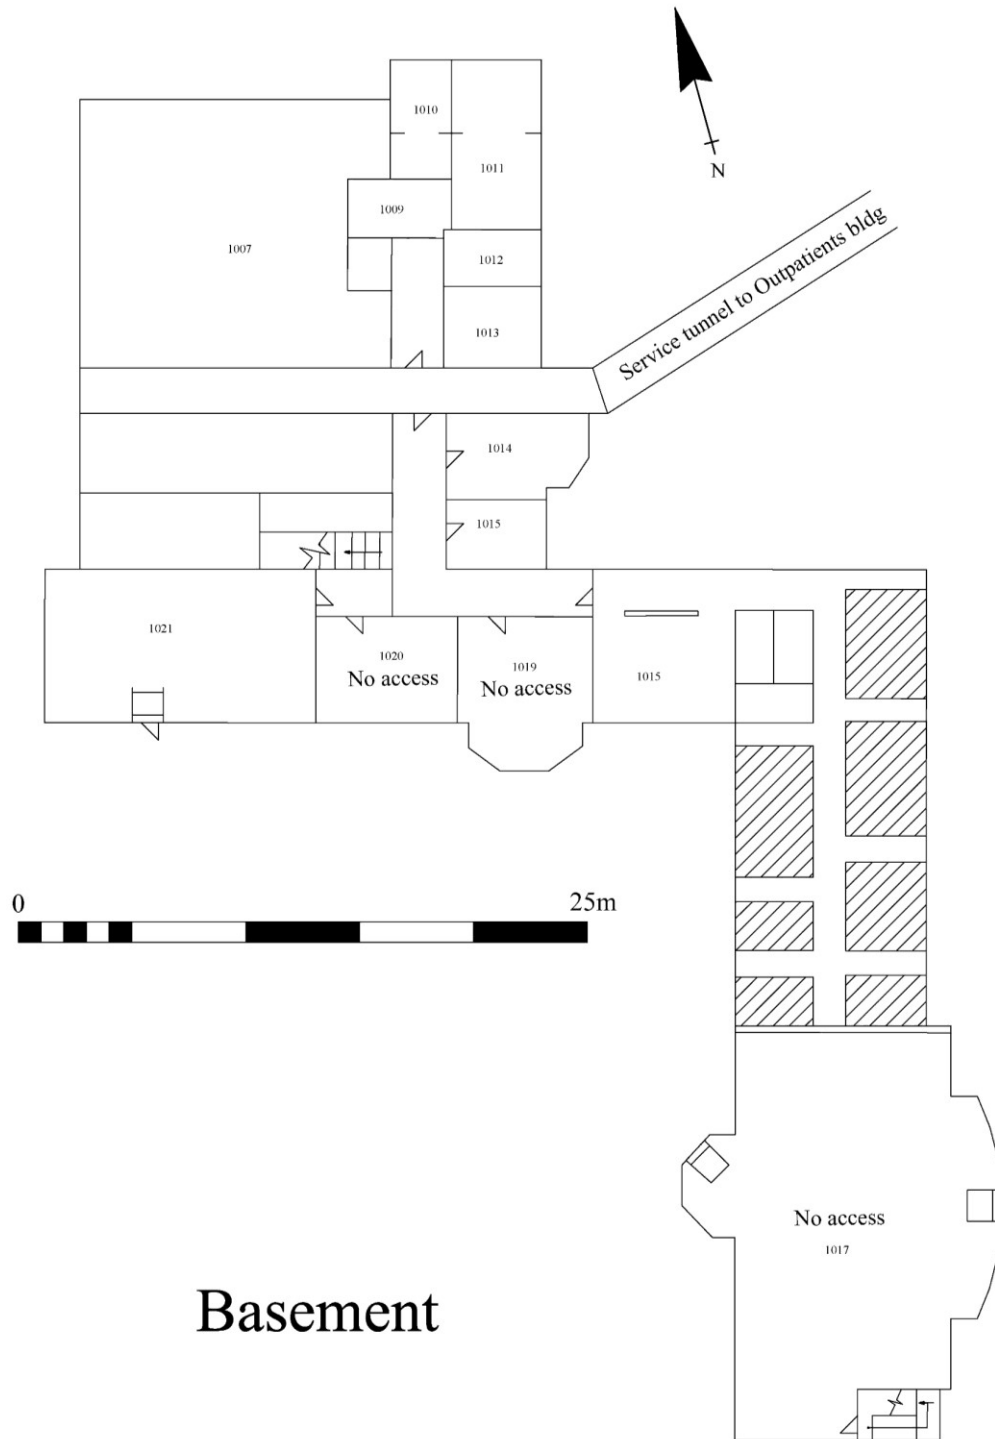 1010
1011
N
1009
1007
1012
Service tunnel to Outpatients bldg
1013
1014
1015
1021
1020
No access
1019
No access
1015
0
25m
No access
1017
Basement